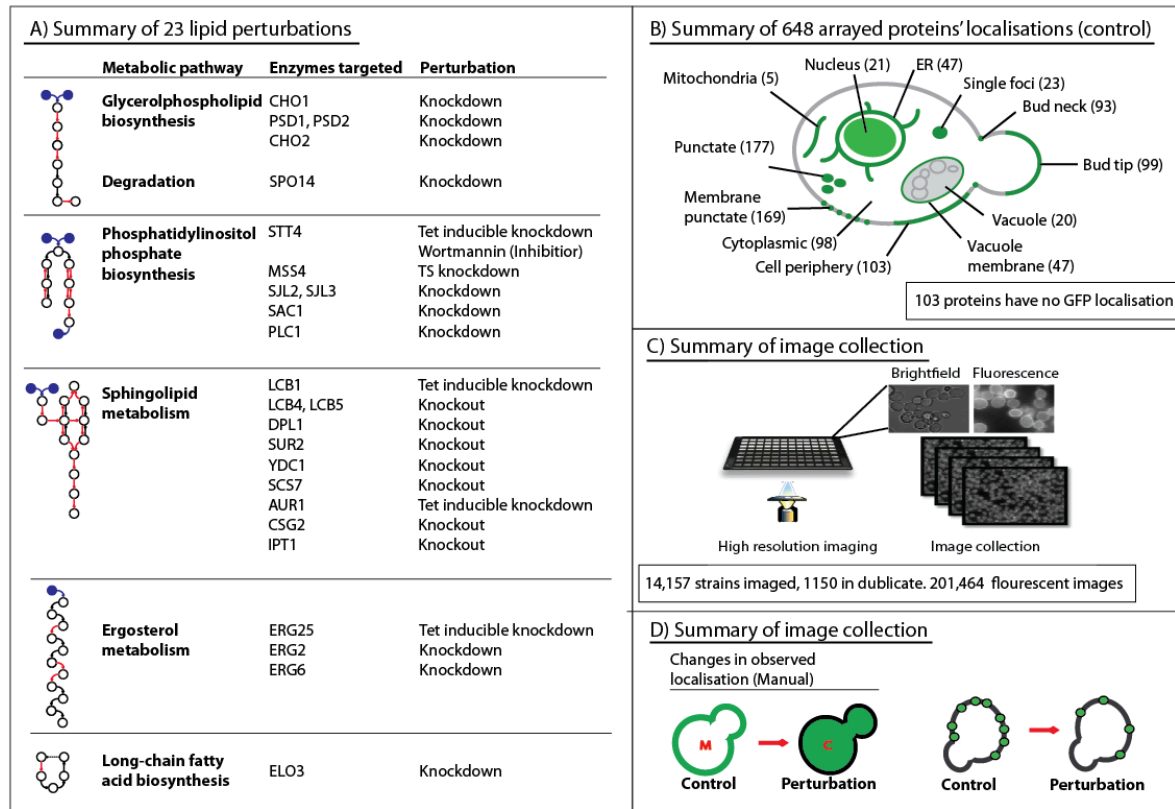 A) Summary of 23 lipid perturbations
Metabolic pathway Enzymes targeted Perturbation
Glycerolphospholipid CHO1 Knockdown
biosynthesis PSD1, PSD2 Knockdown
CHO2 Knockdown
Degradation SPO14 Knockdown
Phosphatidylinositol STT4 Tet inducible knockdown
phosphate Wortmannin (Inhibitior)
biosynthesis MSS4 TS knockdown
SJL2, SJL3 Knockdown
SAC1 Knockdown
PLC1 Knockdown
Sphingolipid LCB1 Tet inducible knockdown
metabolism LCB4, LCB5 Knockout
DPL1 Knockout
SUR2 Knockout
YDC1 Knockout
SCS7 Knockout
AUR1 Tet inducible knockdown
CSG2 Knockout
IPT1 Knockout
Ergosterol ERG25 Tet inducible knockdown
metabolism ERG2 Knockdown
ERG6 Knockdown
Long-chain fatty
acid biosynthesis ELO3 Knockdown
B) Summary of 648 arrayed proteins' localisations (control)
Nucleus (21) ER (47)
Mitochondria (5) Single foci (23)
Bud neck (93)
Punctate (177)
Bud tip (99)
Membrane
punctate (169)
Vacuole (20)
Cytoplasmic (98)
Vacuole
membrane (47)
Cell periphery (103)
103 proteins have no GFP localisation
C) Summary of image collection
Brightfield Fluorescence
High resolution imaging Image collection
14,157 strains imaged, 1150 in dublicate. 201,464 flourescent images
D) Summary of image collection
Changes in observed
localisation (Manual)
M C
Control Perturbation Control Perturbation